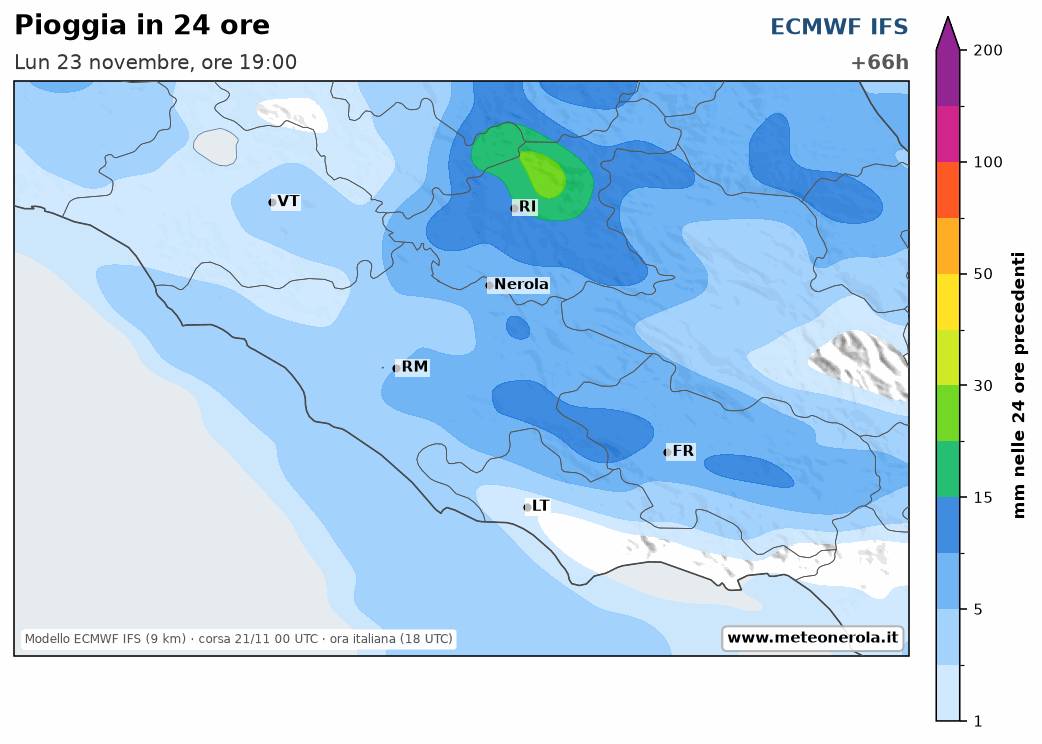 Pioggia in 24 ore
ECMWF IFS
Lun 23 novembre, ore 19:00
+66h
VT
RI
Nerola
RM
FR
LT
Modello ECMWF IFS (9 km) · corsa 21/11 00 UTC · ora italiana (18 UTC)
www.meteonerola.it
200
100
50
30
15
5
1
mm nelle 24 ore precedenti